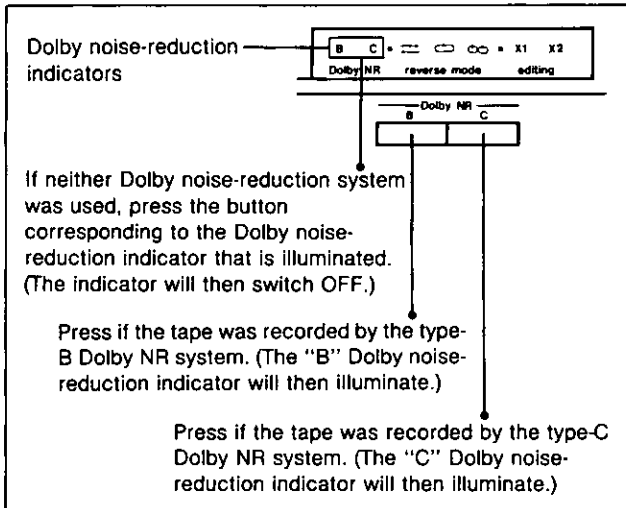 Dolby noise-reduction
indicators
B C X1 X2
Dolby NR reverse mode editing
Dolby NR
B C
If neither Dolby noise-reduction system
was used, press the button
corresponding to the Dolby noise-
reduction indicator that is illuminated.
(The indicator will then switch OFF.)
Press if the tape was recorded by the type-
B Dolby NR system. (The "B" Dolby noise-
reduction indicator will then illuminate.)
Press if the tape was recorded by the type-C
Dolby NR system. (The "C" Dolby noise-
reduction indicator will then illuminate.)